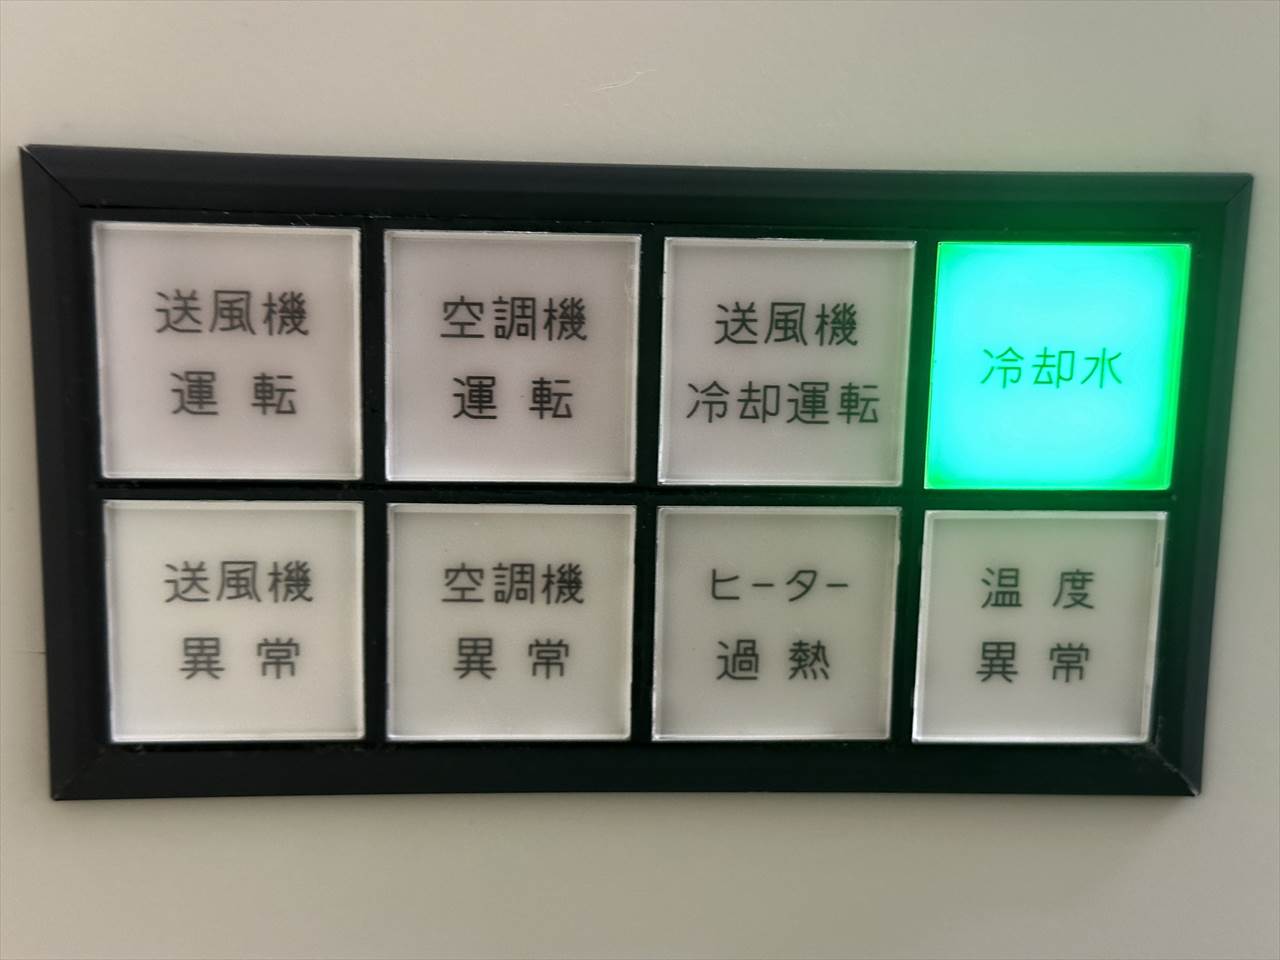 送風機
運 転
空調機
運 転
送風機
冷却運転
冷却水
送風機
異 常
空調機
異 常
ヒーター
過 熱
温 度
異 常